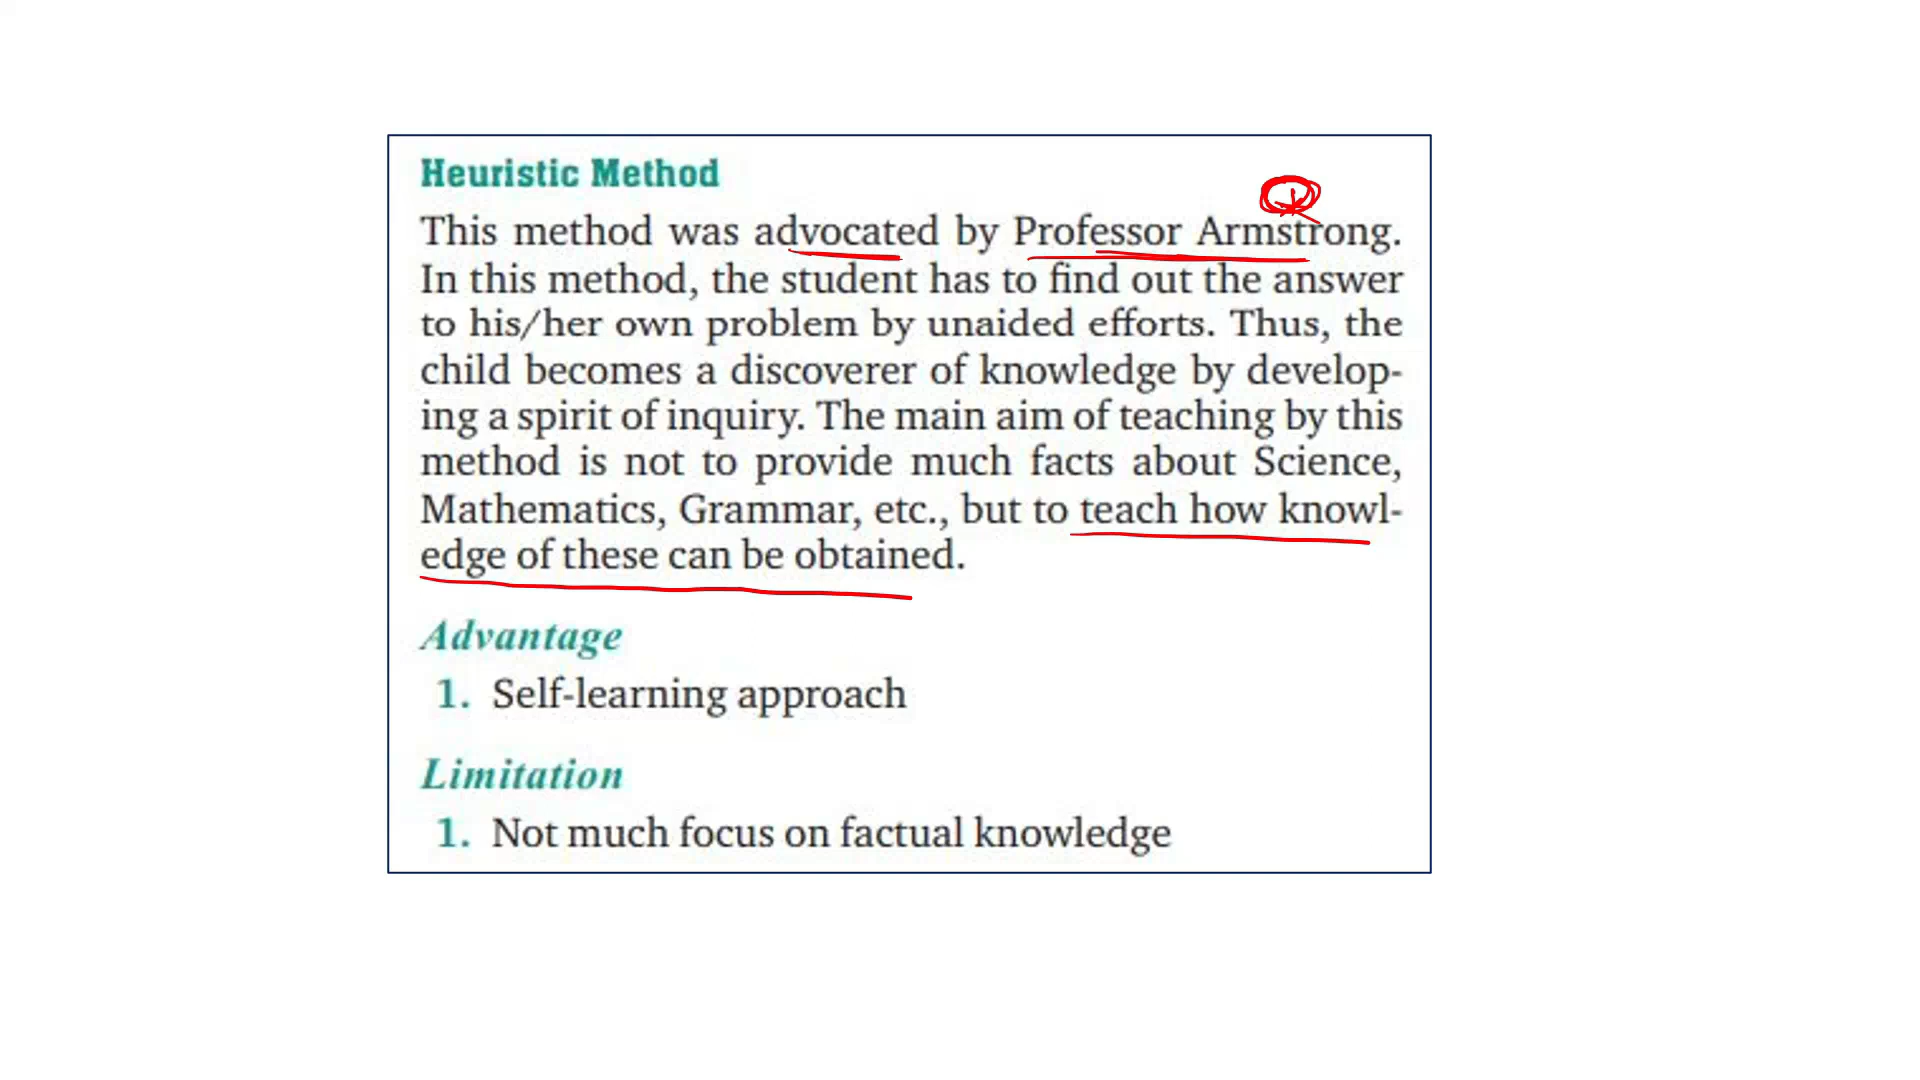 Heuristic Method
This method was advocated by Professor Armstrong.
In this method, the student has to find out the answer
to his/her own problem by unaided efforts. Thus, the
child becomes a discoverer of knowledge by develop-
ing a spirit of inquiry. The main aim of teaching by this
method is not to provide much facts about Science,
Mathematics, Grammar, etc., but to teach how knowl-
edge of these can be obtained.
Advantage
1. Self-learning approach
Limitation
1. Not much focus on factual knowledge